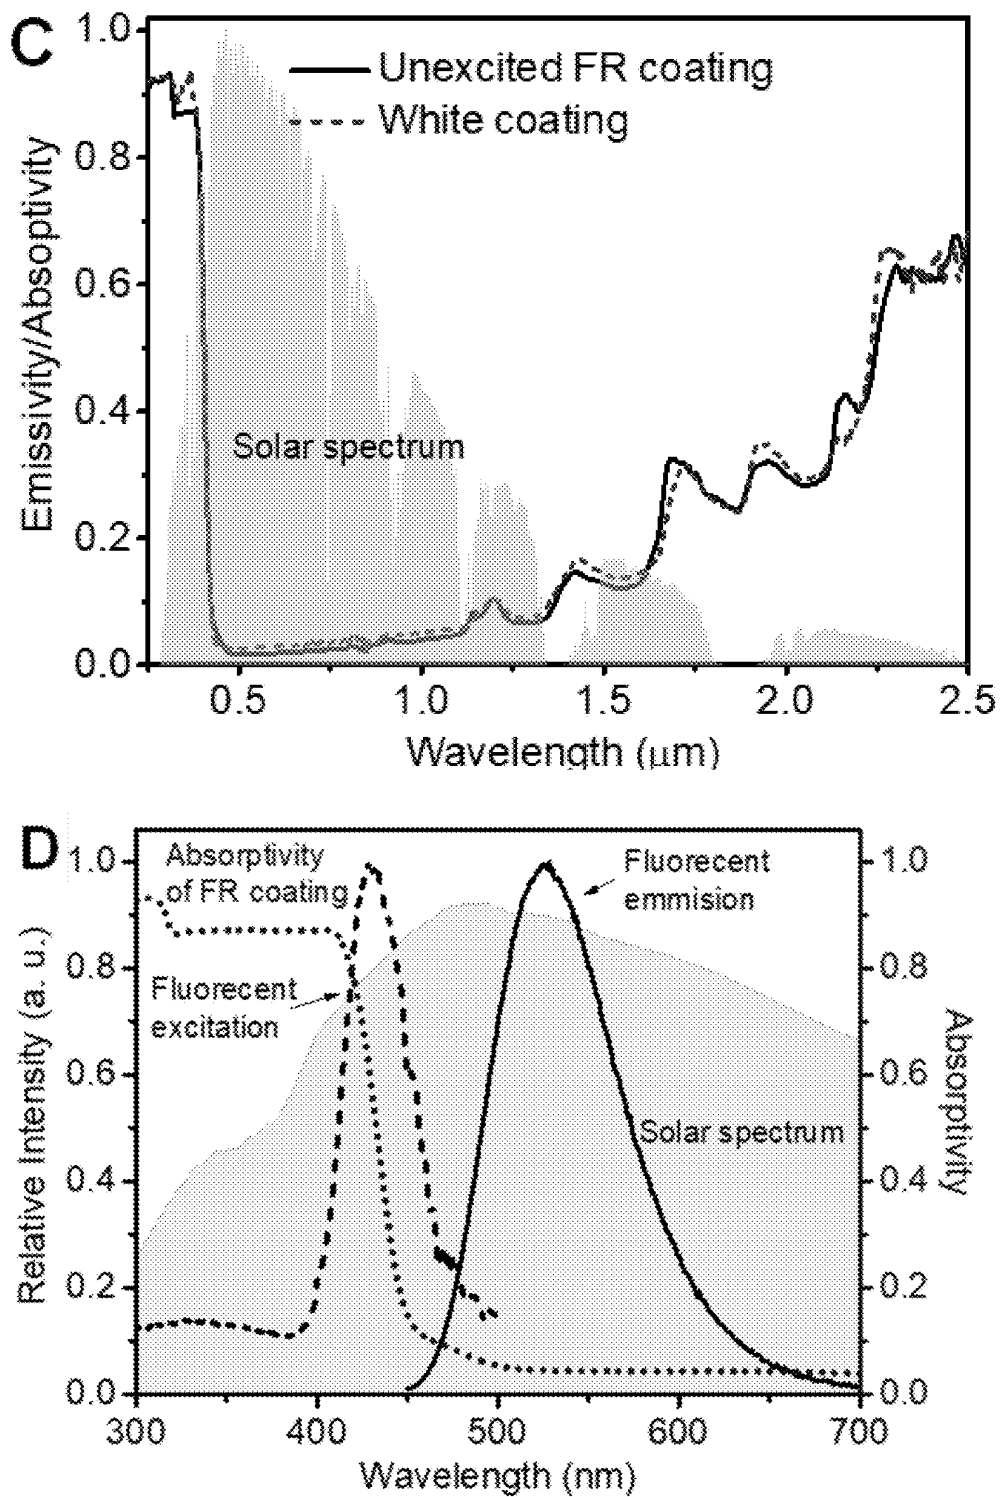 C
1.0
0.8
0.6
0.4
0.2
0.0
Emissivity/Absoptivity
Unexcited FR coating
White coating
Solar spectrum
0.5 1.0 1.5 2.0 2.5
Wavelength (μm)
D
1.0
0.8
0.6
0.4
0.2
0.0
Relative Intensity (a. u.)
Absorptivity
of FR coating
Fluorecent
emmision
Fluorecent
excitation
Solar spectrum
1.0
0.8
0.6
0.4
0.2
0.0
Absorptivity
300 400 500 600 700
Wavelength (nm)